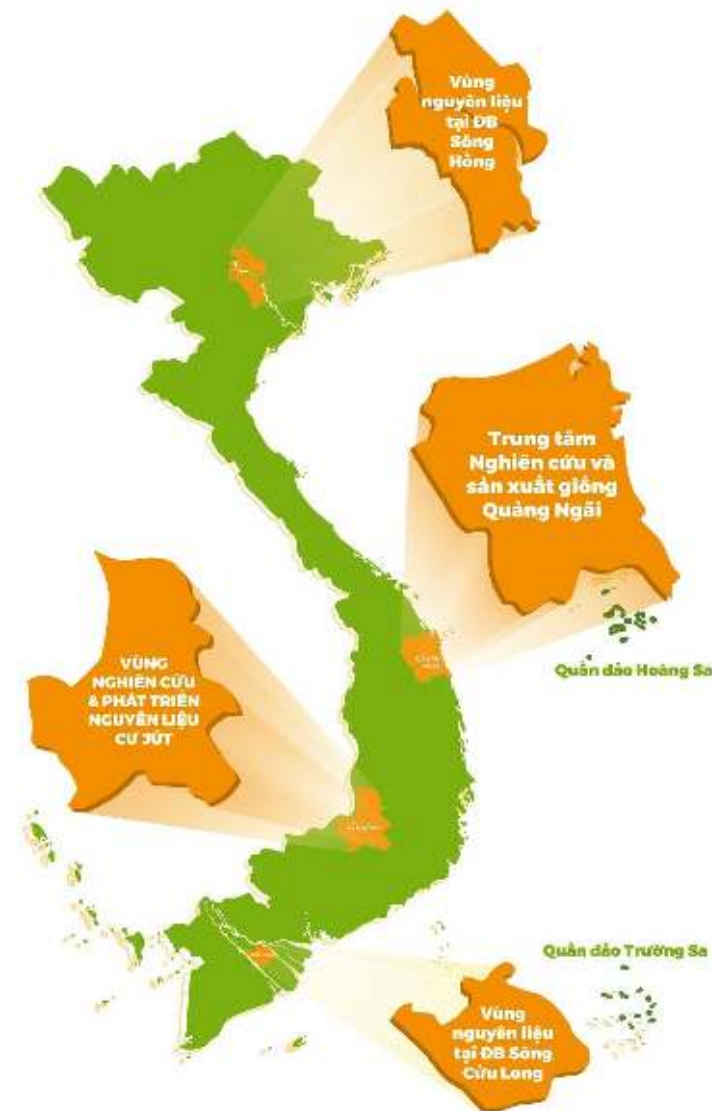 Vùng
nguyên liệu
tại ĐB
Sông
Hồng
Trung tâm
Nghiên cứu và
sản xuất giống
Quảng Ngãi
Quần đảo Hoàng Sa
VÙNG
NGHIÊN CỨU
& PHÁT TRIỂN
NGUYÊN LIỆU
CƯ JÚT
Quần đảo Trường Sa
Vùng
nguyên liệu
tại ĐB Sông
Cửu Long